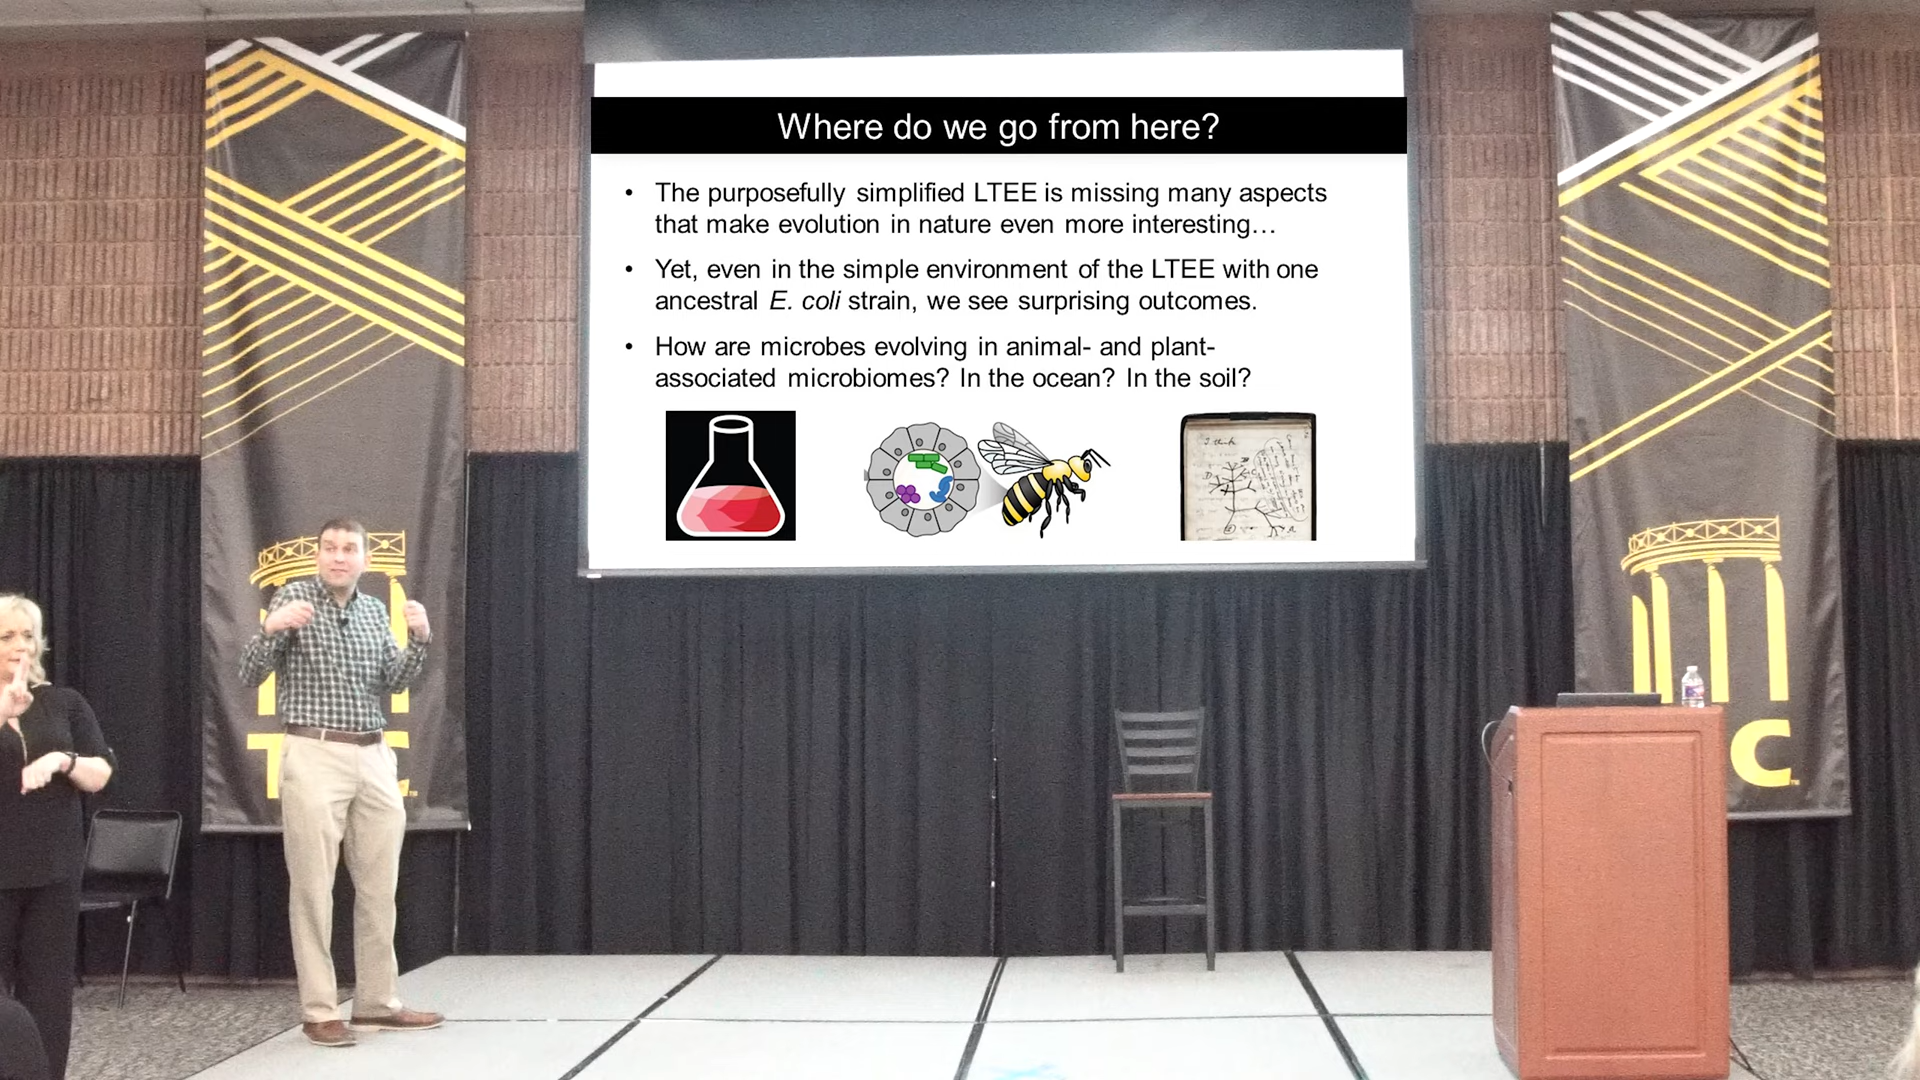 Where do we go from here?
• The purposefully simplified LTEE is missing many aspects
that make evolution in nature even more interesting…
• Yet, even in the simple environment of the LTEE with one
ancestral E. coli strain, we see surprising outcomes.
• How are microbes evolving in animal- and plant-
associated microbiomes? In the ocean? In the soil?
I think
T C
C